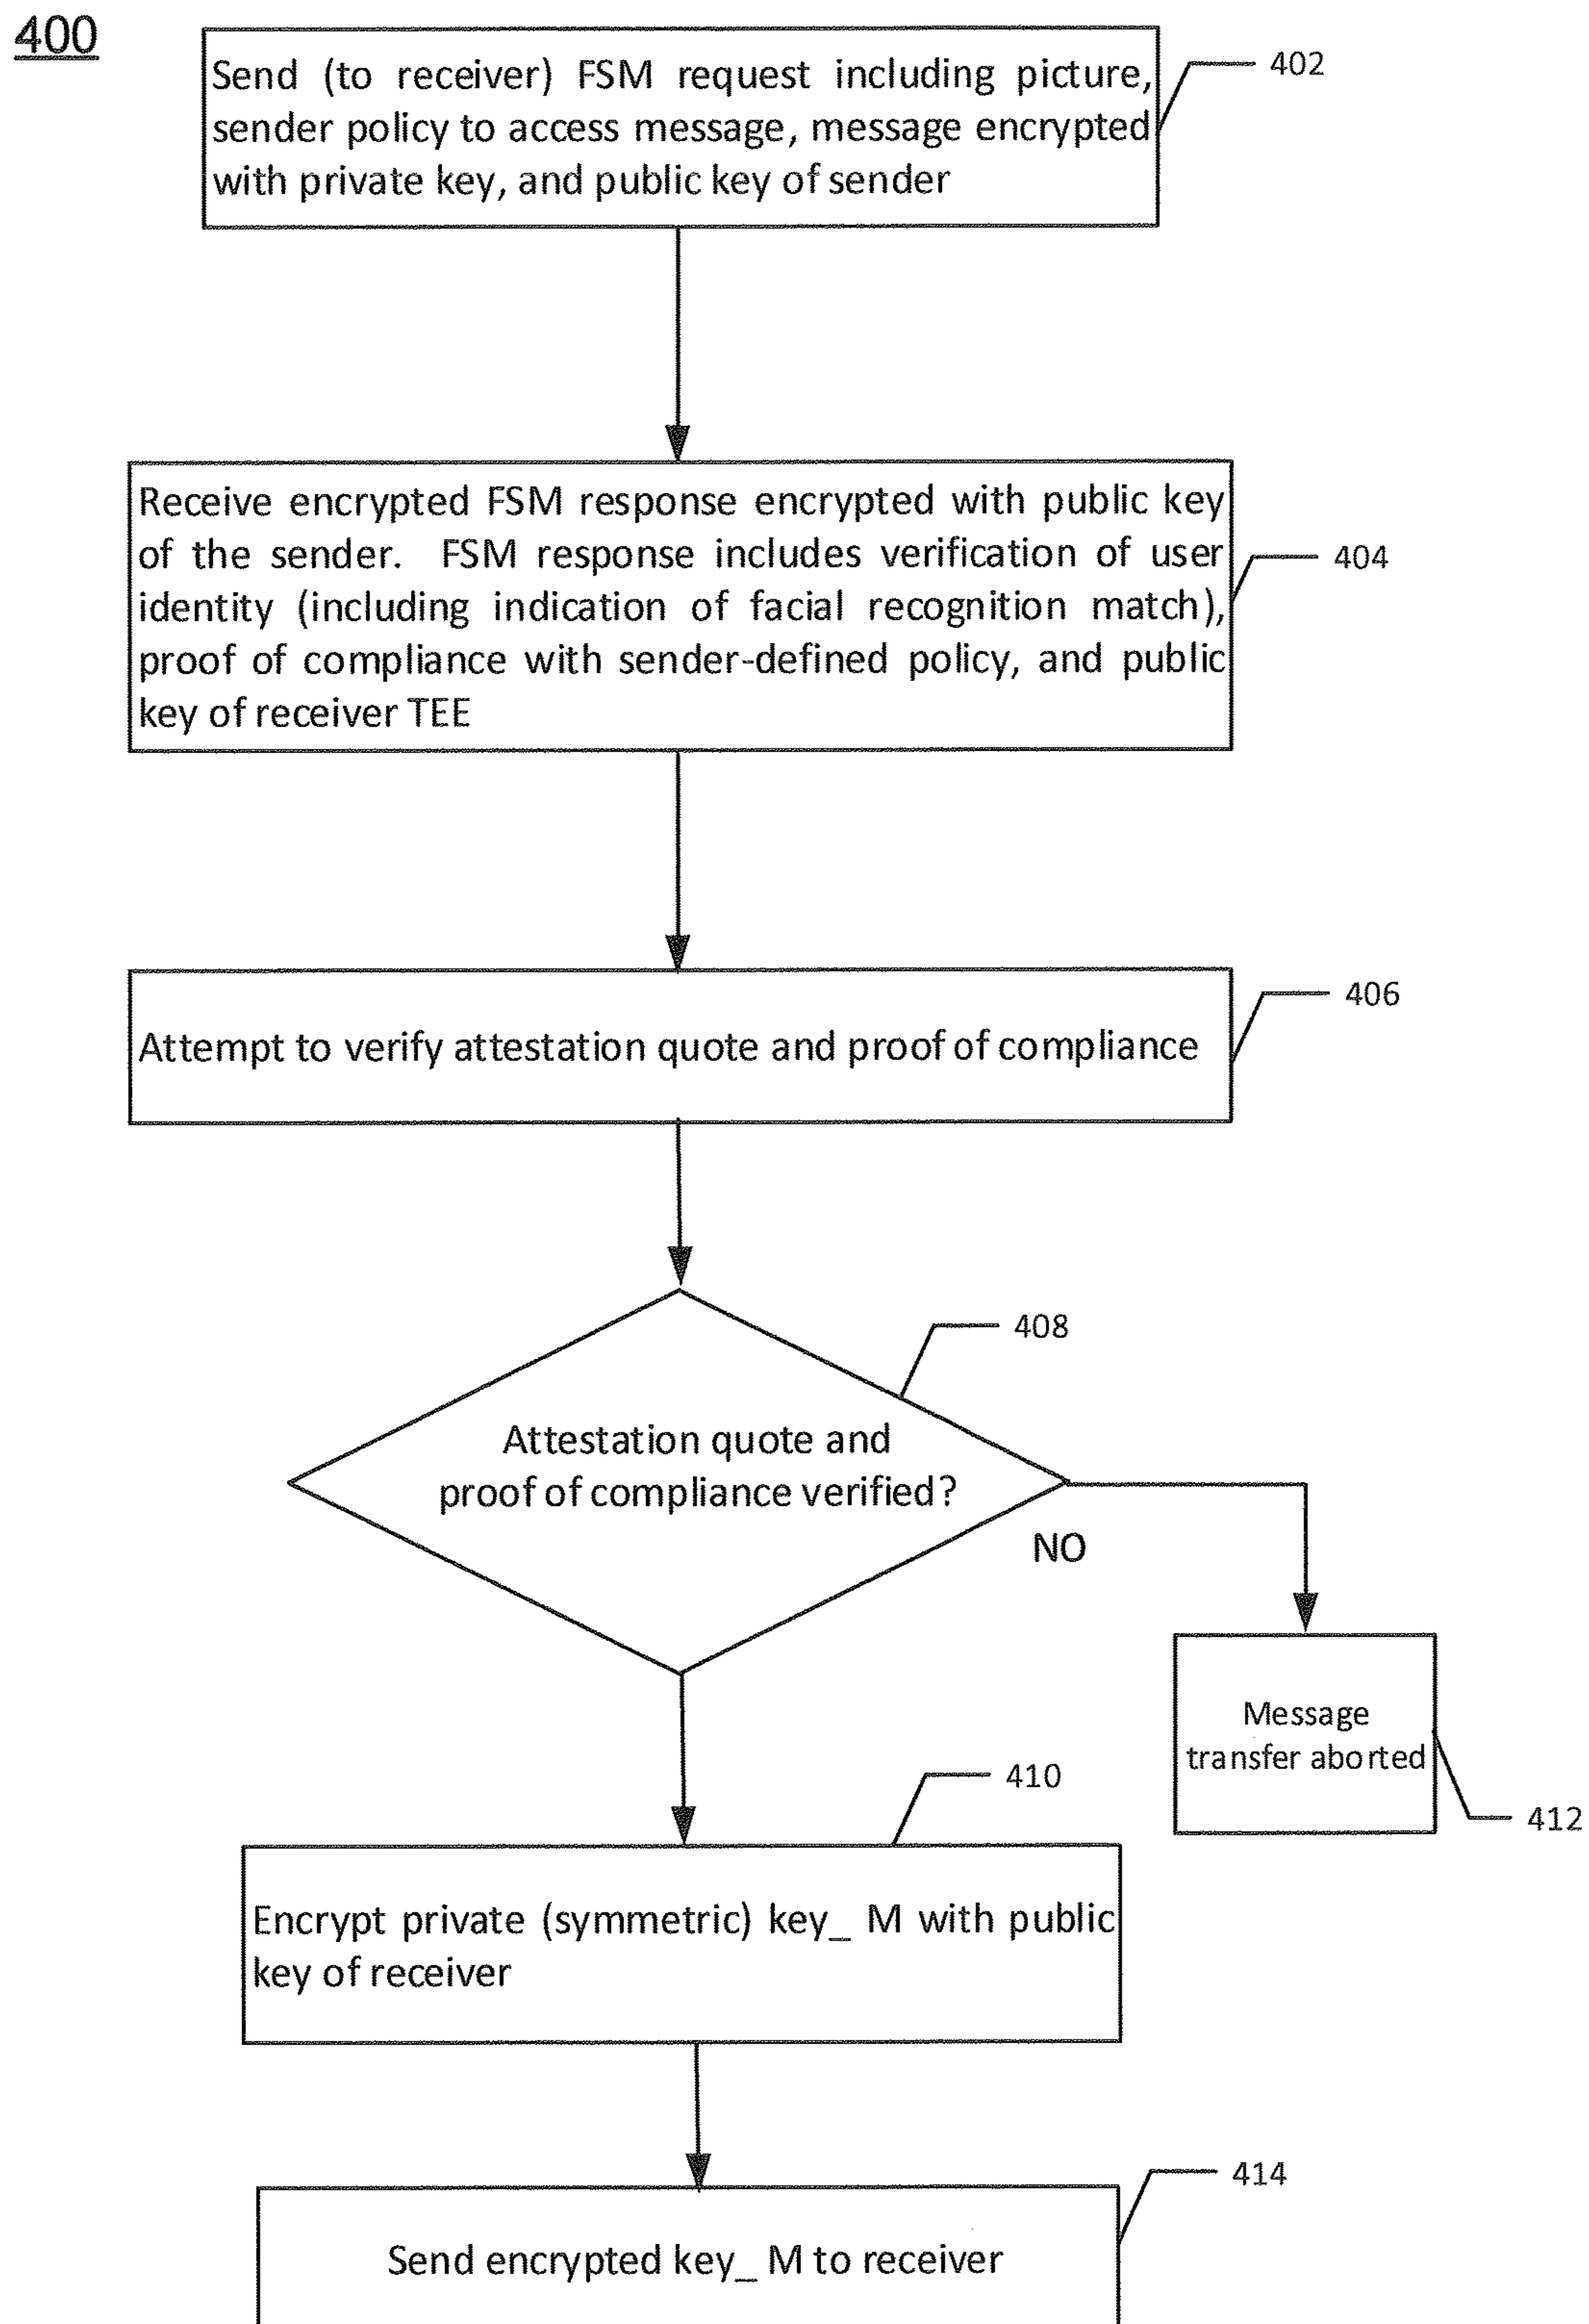 400
Send (to receiver) FSM request including picture,
sender policy to access message, message encrypted
with private key, and public key of sender
402
Receive encrypted FSM response encrypted with public key
of the sender. FSM response includes verification of user
identity (including indication of facial recognition match),
proof of compliance with sender-defined policy, and public
key of receiver TEE
404
Attempt to verify attestation quote and proof of compliance
406
408
Attestation quote and
proof of compliance verified?
NO
Message
transfer aborted
412
410
Encrypt private (symmetric) key_ M with public
key of receiver
414
Send encrypted key_ M to receiver